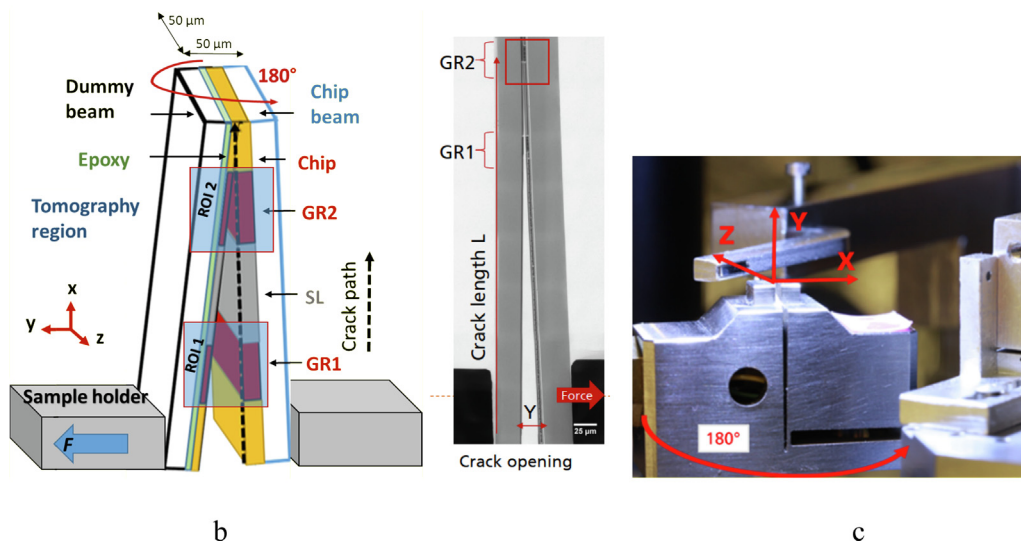 50 µm
50 µm
180°
Dummy
beam
Chip
beam
Epoxy
Chip
ROI 2
Tomography
region
GR2
SL
Crack path
x
y
z
ROI 1
GR1
Sample holder
F
GR2
GR1
Crack length L
Force
Y
25 µm
Crack opening
Y
Z
X
180°
b
c